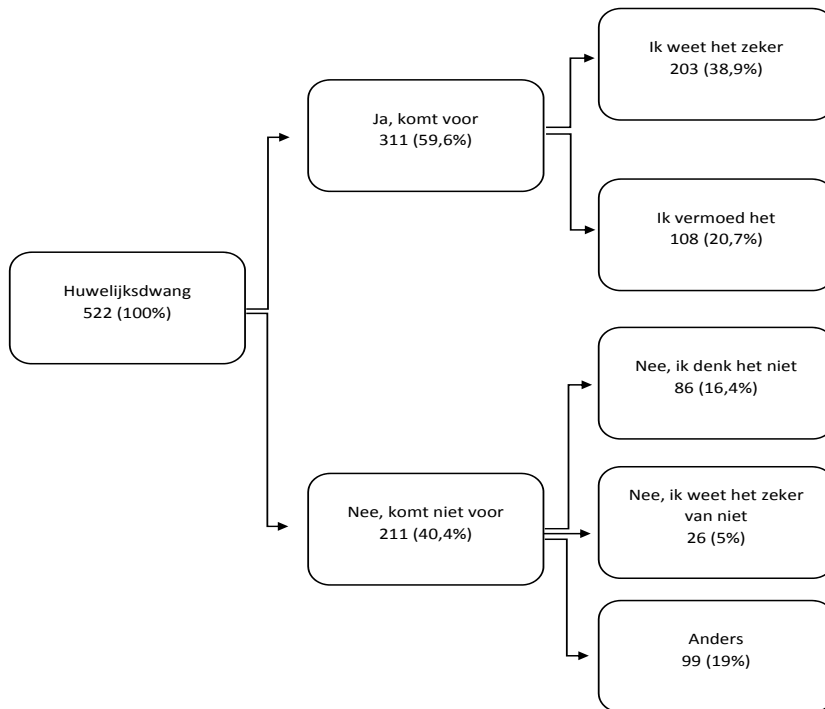 Huwelijksdwang
522 (100%)
Ja, komt voor
311 (59,6%)
Ik weet het zeker
203 (38,9%)
Ik vermoed het
108 (20,7%)
Nee, komt niet voor
211 (40,4%)
Nee, ik denk het niet
86 (16,4%)
Nee, ik weet het zeker
van niet
26 (5%)
Anders
99 (19%)